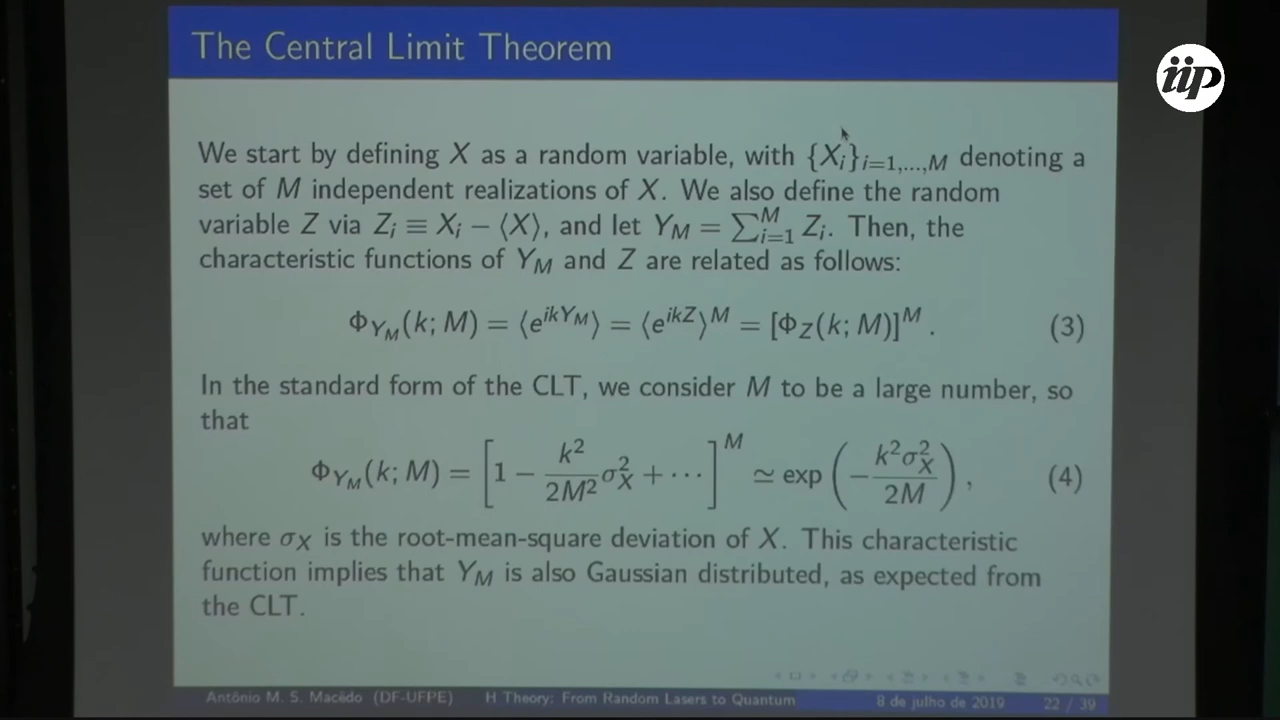 The Central Limit Theorem
iip
We start by defining X as a random variable, with {X_i}_{i=1,...,M} denoting a
set of M independent realizations of X. We also define the random
variable Z via Z_i ≡ X_i − ⟨X⟩, and let Y_M = ∑_{i=1}^M Z_i. Then, the
characteristic functions of Y_M and Z are related as follows:
Φ_{Y_M}(k; M) = ⟨e^{ikY_M}⟩ = ⟨e^{ikZ}⟩^M = [Φ_Z(k; M)]^M . (3)
In the standard form of the CLT, we consider M to be a large number, so
that
Φ_{Y_M}(k; M) = [1 − \frac{k^2}{2M^2} σ_X^2 + ···]^M ≃ exp(−\frac{k^2σ_X^2}{2M}) , (4)
where σ_X is the root-mean-square deviation of X. This characteristic
function implies that Y_M is also Gaussian distributed, as expected from
the CLT.
Antônio M. S. Macêdo (DF-UFPE) H Theory: From Random Lasers to Quantum 8 de julho de 2019 22 / 39